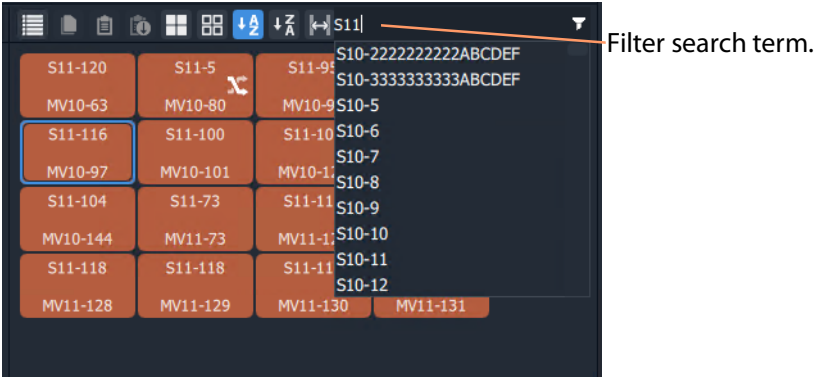 S11
Filter search term.
S10-2222222222ABCDEF
S10-3333333333ABCDEF
S10-5
S10-6
S10-7
S10-8
S10-9
S10-10
S10-11
S10-12
S11-120 S11-5
MV10-63 MV10-80
S11-116 S11-100
MV10-97 MV10-101
S11-104 S11-73
MV10-144 MV11-73
S11-118 S11-118
MV11-128 MV11-129 MV11-130 MV11-131